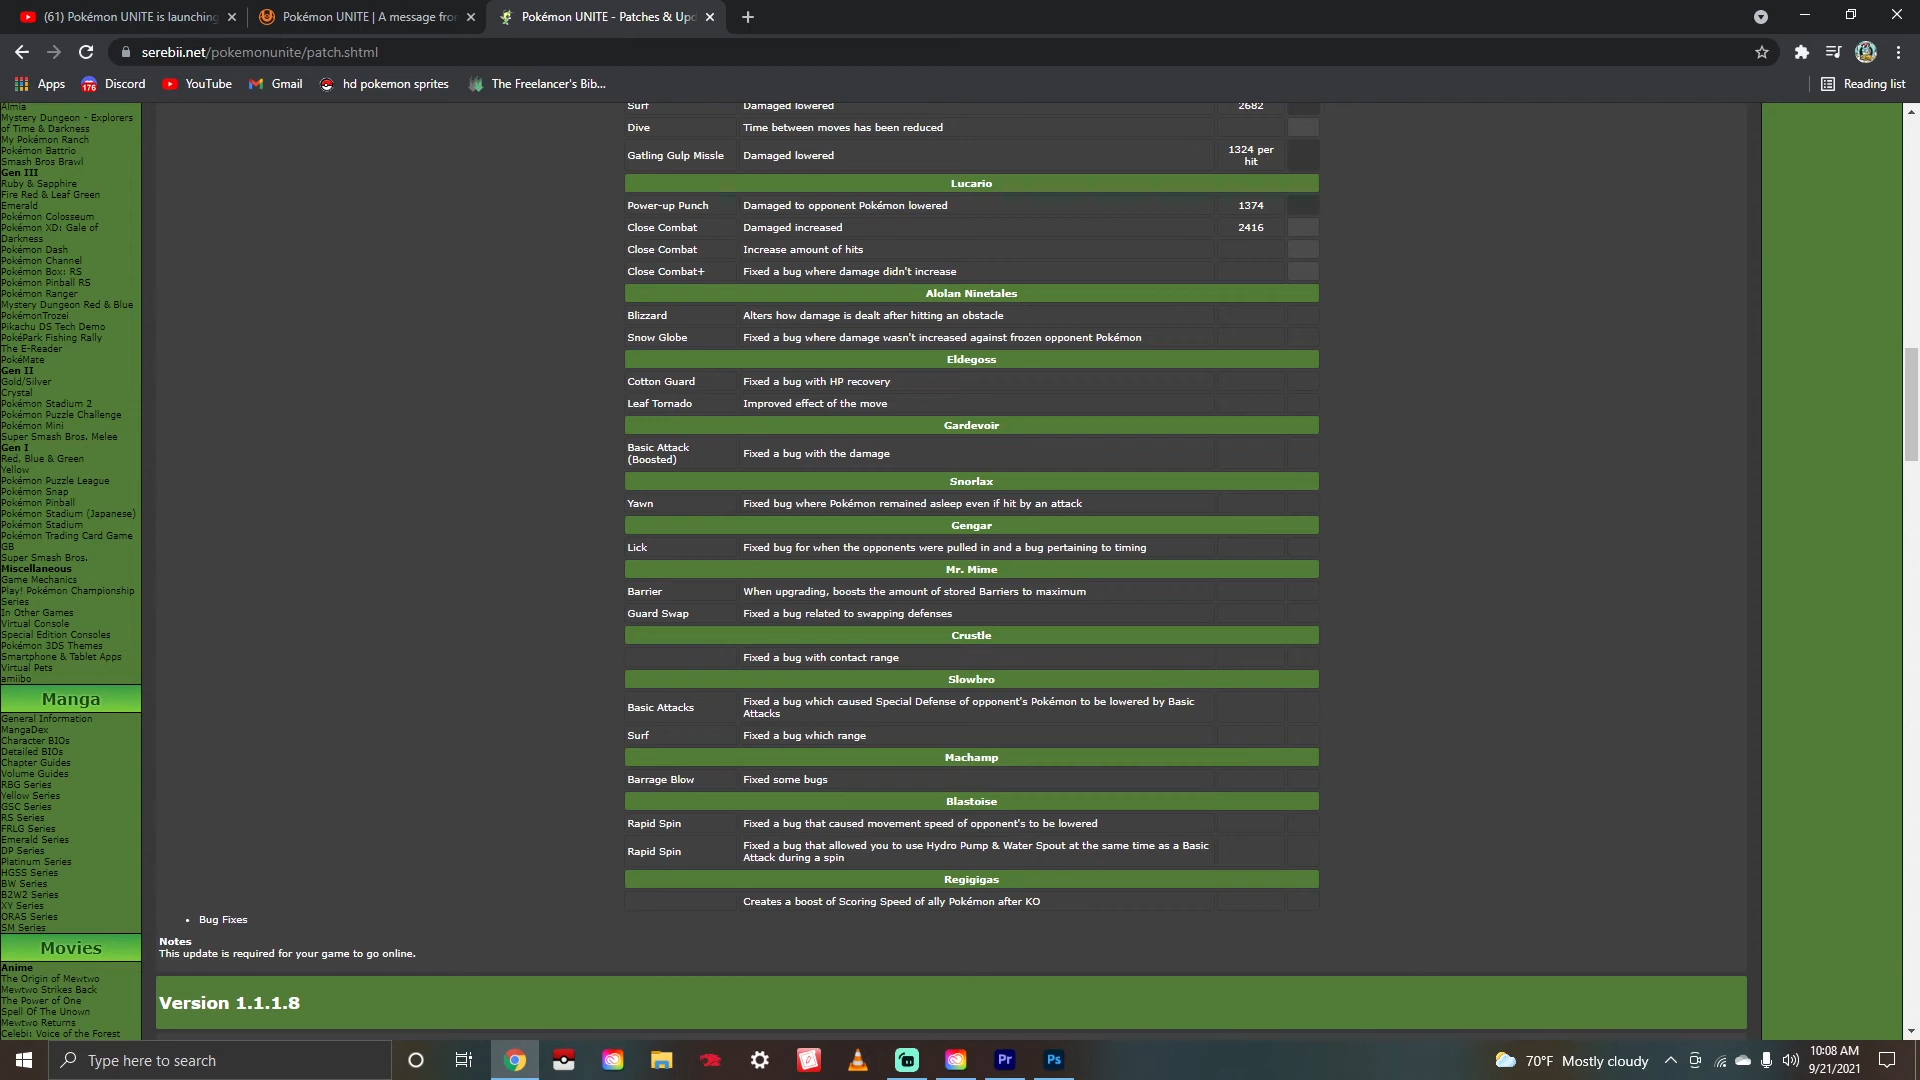 (61) Pokémon UNITE is launching
Pokémon UNITE | A message fro
Pokémon UNITE - Patches & Upd
serebii.net/pokemonunite/patch.shtml
Apps
176
Discord
YouTube
Gmail
hd pokemon sprites
The Freelancer's Bib...
Reading list
Almia
Mystery Dungeon - Explorers
of Time & Darkness
My Pokémon Ranch
Pokémon Battrio
Smash Bros Brawl
Gen III
Ruby & Sapphire
Fire Red & Leaf Green
Emerald
Pokémon Colosseum
Pokémon XD: Gale of
Darkness
Pokémon Dash
Pokémon Channel
Pokémon Box: RS
Pokémon Pinball RS
Pokémon Ranger
Mystery Dungeon Red & Blue
PokémonTrozei
Pikachu DS Tech Demo
PokéPark Fishing Rally
The E-Reader
PokéMate
Gen II
Gold/Silver
Crystal
Pokémon Stadium 2
Pokémon Puzzle Challenge
Pokémon Mini
Super Smash Bros. Melee
Gen I
Red, Blue & Green
Yellow
Pokémon Puzzle League
Pokémon Snap
Pokémon Pinball
Pokémon Stadium (Japanese)
Pokémon Stadium
Pokémon Trading Card Game
GB
Super Smash Bros.
Miscellaneous
Game Mechanics
Play! Pokémon Championship
Series
In Other Games
Virtual Console
Special Edition Consoles
Pokémon 3DS Themes
Smartphone & Tablet Apps
Virtual Pets
amiibo
Manga
General Information
MangaDex
Character BIOs
Detailed BIOs
Chapter Guides
Volume Guides
RBG Series
Yellow Series
GSC Series
RS Series
FRLG Series
Emerald Series
DP Series
Platinum Series
HGSS Series
BW Series
B2W2 Series
XY Series
ORAS Series
SM Series
Movies
Anime
The Origin of Mewtwo
Mewtwo Strikes Back
The Power of One
Spell Of The Unown
Mewtwo Returns
Celebi: Voice of the Forest
Surf Damaged lowered 2682
Dive Time between moves has been reduced
Gatling Gulp Missle Damaged lowered 1324 per
hit
Lucario
Power-up Punch Damaged to opponent Pokémon lowered 1374
Close Combat Damaged increased 2416
Close Combat Increase amount of hits
Close Combat+ Fixed a bug where damage didn't increase
Alolan Ninetales
Blizzard Alters how damage is dealt after hitting an obstacle
Snow Globe Fixed a bug where damage wasn't increased against frozen opponent Pokémon
Eldegoss
Cotton Guard Fixed a bug with HP recovery
Leaf Tornado Improved effect of the move
Gardevoir
Basic Attack
(Boosted) Fixed a bug with the damage
Snorlax
Yawn Fixed bug where Pokémon remained asleep even if hit by an attack
Gengar
Lick Fixed bug for when the opponents were pulled in and a bug pertaining to timing
Mr. Mime
Barrier When upgrading, boosts the amount of stored Barriers to maximum
Guard Swap Fixed a bug related to swapping defenses
Crustle
Fixed a bug with contact range
Slowbro
Basic Attacks Fixed a bug which caused Special Defense of opponent's Pokémon to be lowered by Basic
Attacks
Surf Fixed a bug which range
Machamp
Barrage Blow Fixed some bugs
Blastoise
Rapid Spin Fixed a bug that caused movement speed of opponent's to be lowered
Rapid Spin Fixed a bug that allowed you to use Hydro Pump & Water Spout at the same time as a Basic
Attack during a spin
Regigigas
Creates a boost of Scoring Speed of ally Pokémon after KO
• Bug Fixes
Notes
This update is required for your game to go online.
Version 1.1.1.8
Type here to search
Pr
Ps
70°F Mostly cloudy
10:08 AM
9/21/2021